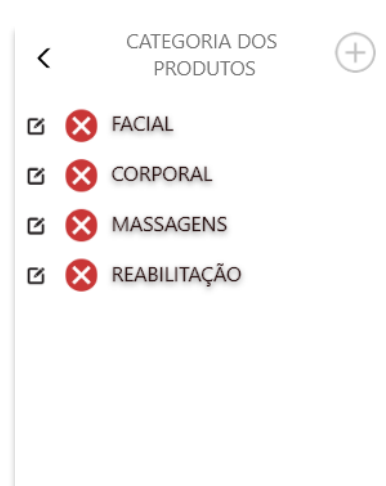 CATEGORIA DOS
PRODUTOS
FACIAL
CORPORAL
MASSAGENS
REABILITAÇÃO